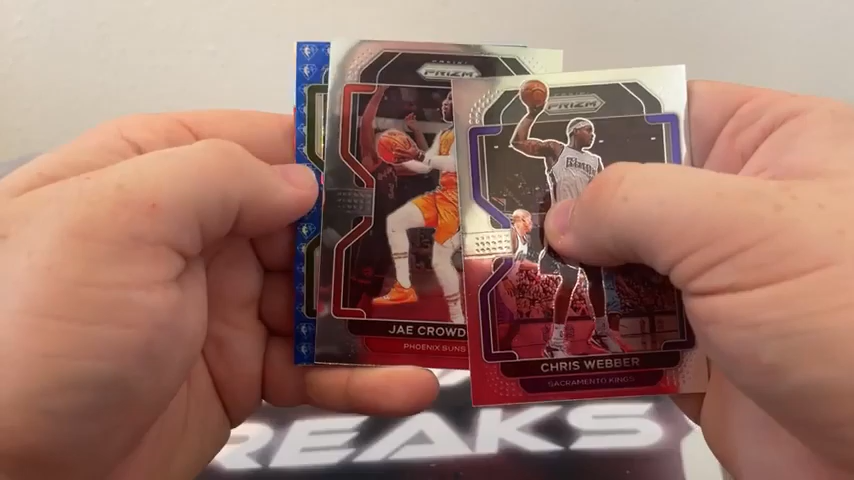 PRIZM
PRIZM
JAE CROWD
PHOENIX SUNS
CHRIS WEBBER
SACRAMENTO KINGS
REAKS